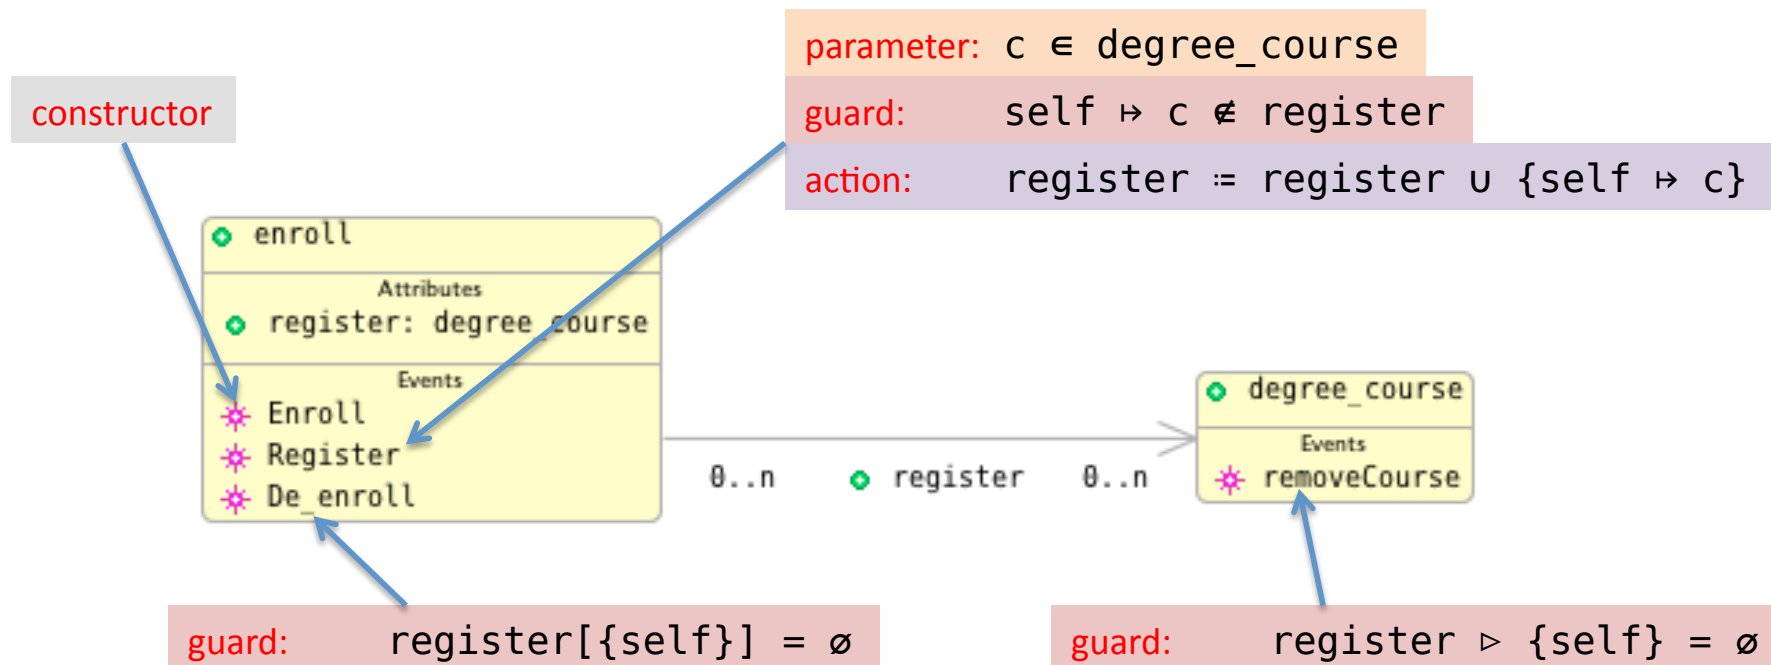 parameter: c ∈ degree_course
constructor
guard: self ↦ c ∉ register
action: register ≔ register ∪ {self ↦ c}
enroll
Attributes
register: degree_course
Events
Enroll
Register
De_enroll
0..n register 0..n
degree_course
Events
removeCourse
guard: register[{self}] = ∅
guard: register ▷ {self} = ∅